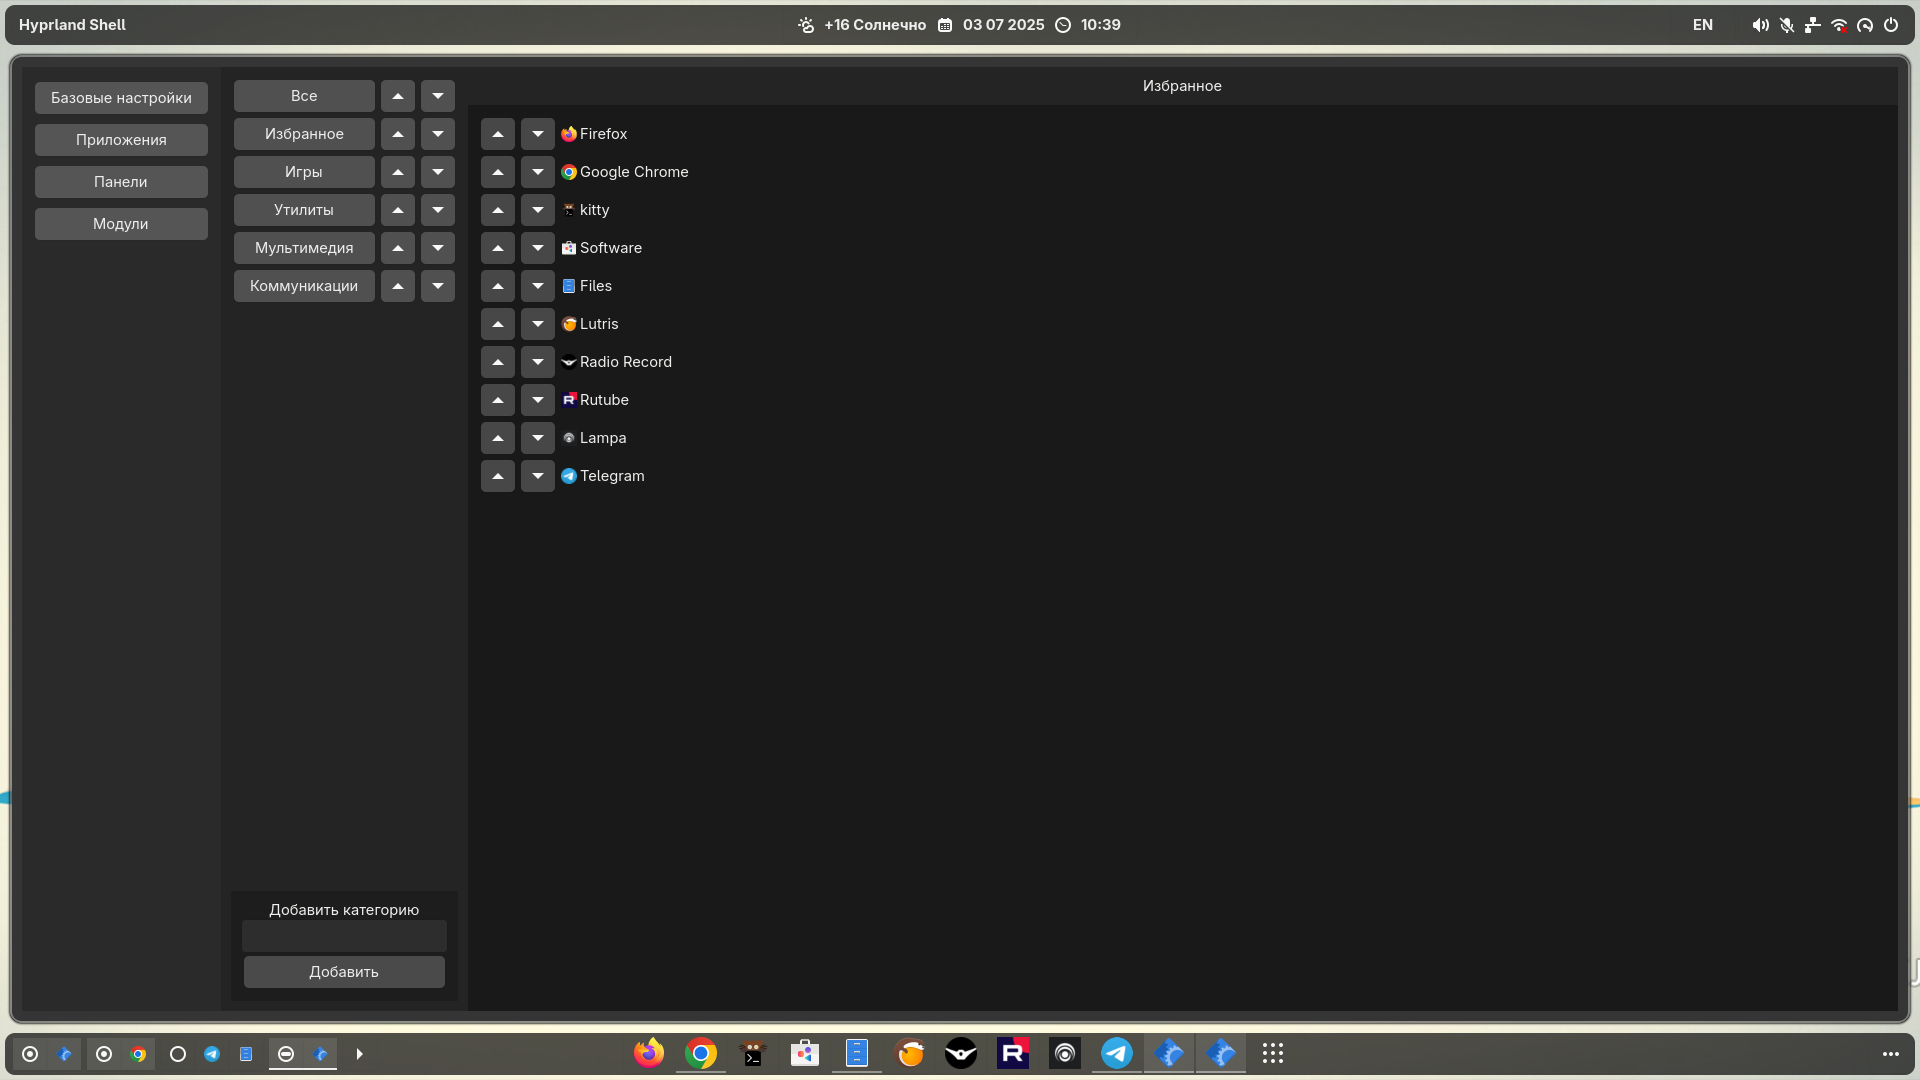 Hyprland Shell
+16 Солнечно 03 07 2025 10:39
EN
Базовые настройки
Приложения
Панели
Модули
Все
Избранное
Игры
Утилиты
Мультимедия
Коммуникации
Добавить категорию
Добавить
Избранное
Firefox
Google Chrome
kitty
Software
Files
Lutris
Radio Record
Rutube
Lampa
Telegram